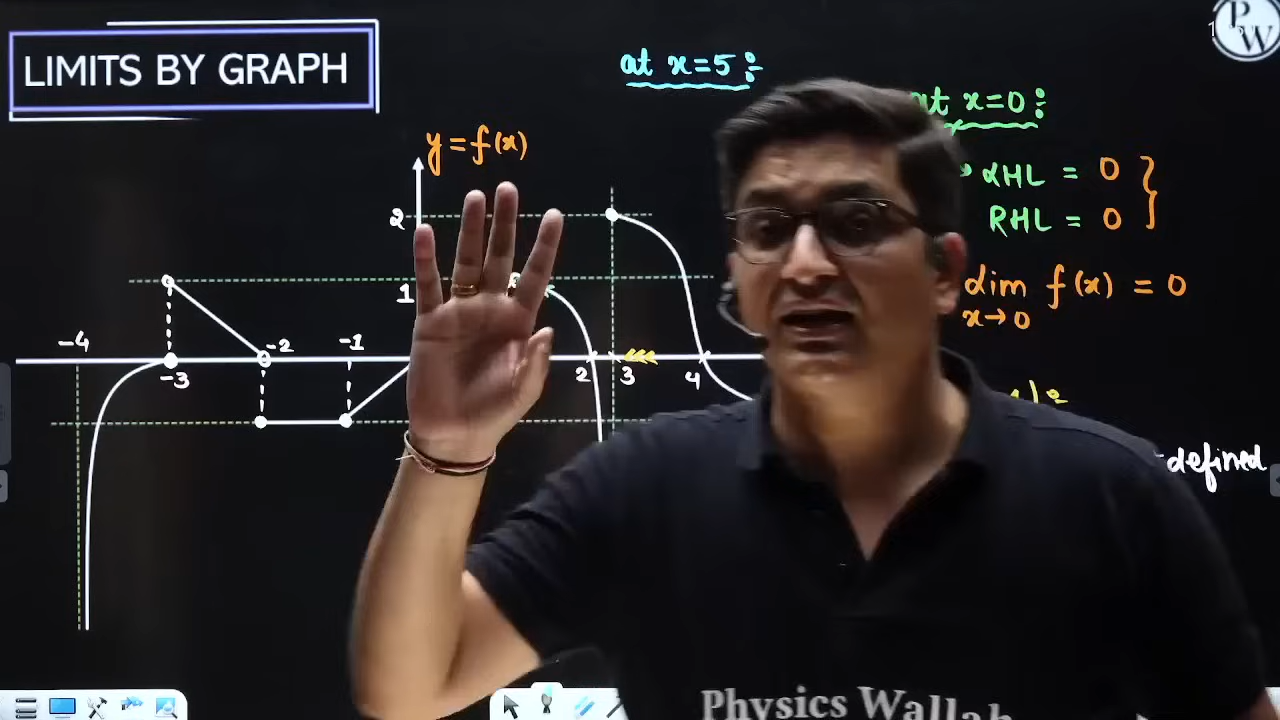 LIMITS BY GRAPH
P
W
at x=5 :
at x=0 :
y = f(x)
LHL = 0
RHL = 0
2
1
lim f(x) = 0
x→0
-4
-3
-2
-1
2
3
4
-defined
Physics Wallah